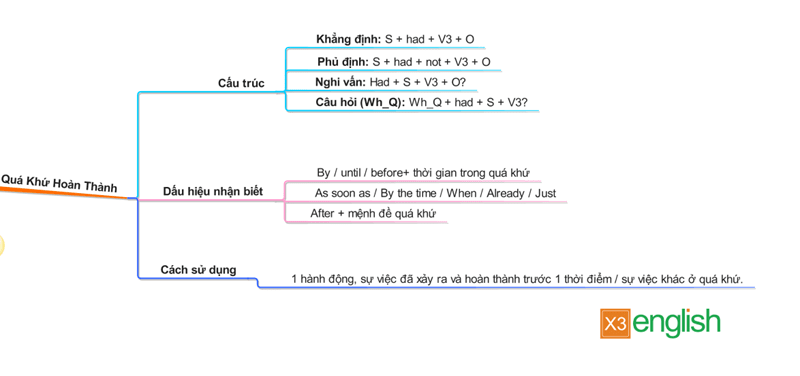 Quá Khứ Hoàn Thành
Cấu trúc
Khẳng định: S + had + V3 + O
Phủ định: S + had + not + V3 + O
Nghi vấn: Had + S + V3 + O?
Câu hỏi (Wh_Q): Wh_Q + had + S + V3?
Dấu hiệu nhận biết
By / until / before+ thời gian trong quá khứ
As soon as / By the time / When / Already / Just
After + mệnh đề quá khứ
Cách sử dụng
1 hành động, sự việc đã xảy ra và hoàn thành trước 1 thời điểm / sự việc khác ở quá khứ.
X3 english